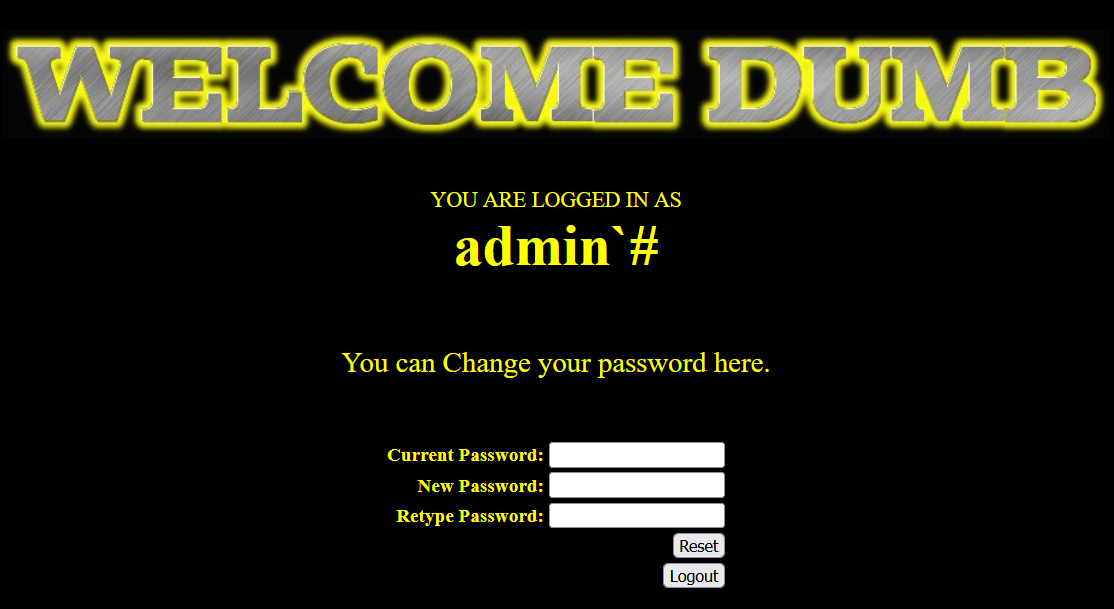 WELCOME DUMB
YOU ARE LOGGED IN AS
admin`#
You can Change your password here.
Current Password:
New Password:
Retype Password:
Reset
Logout